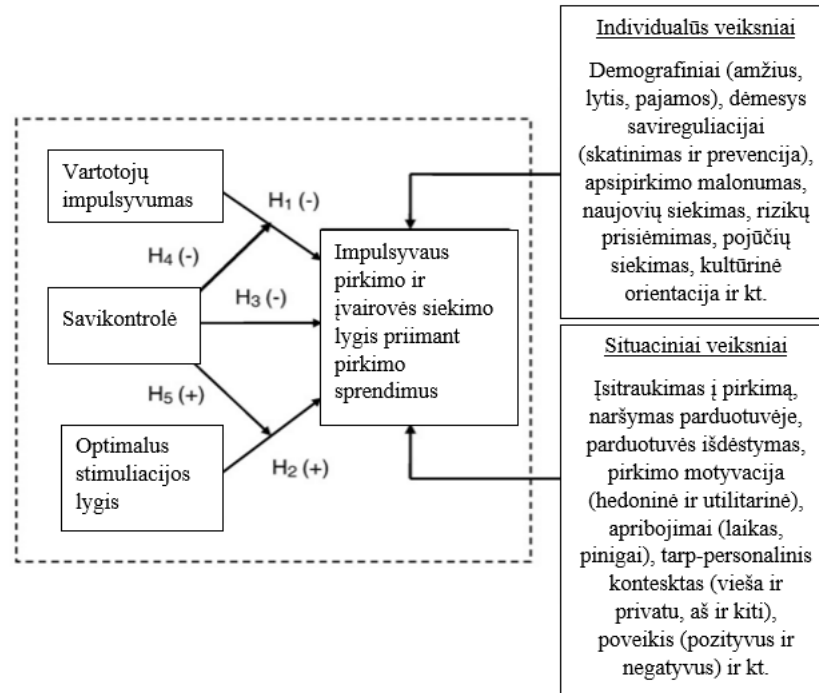 Vartotojų
impulsyvumas
H1 (-)
H4 (-)
Savikontrolė
H3 (-)
H5 (+)
Optimalus
stimuliacijos
lygis
H2 (+)
Impulsyvaus
pirkimo ir
įvairovės siekimo
lygis priimant
pirkimo
sprendimus
Individualūs veiksniai
Demografiniai (amžius,
lytis, pajamos), dėmesys
savireguliacijai
(skatinimas ir prevencija),
apsipirkimo malonumas,
naujovių siekimas, rizikų
prisiėmimas, pojūčių
siekimas, kultūrinė
orientacija ir kt.
Situaciniai veiksniai
Įsitraukimas į pirkimą,
naršymas parduotuvėje,
parduotuvės išdėstymas,
pirkimo motyvacija
(hedoninė ir utilitarinė),
apribojimai (laikas,
pinigai), tarp-personalinis
kontesktas (vieša ir
privatu, aš ir kiti),
poveikis (pozityvus ir
negatyvus) ir kt.